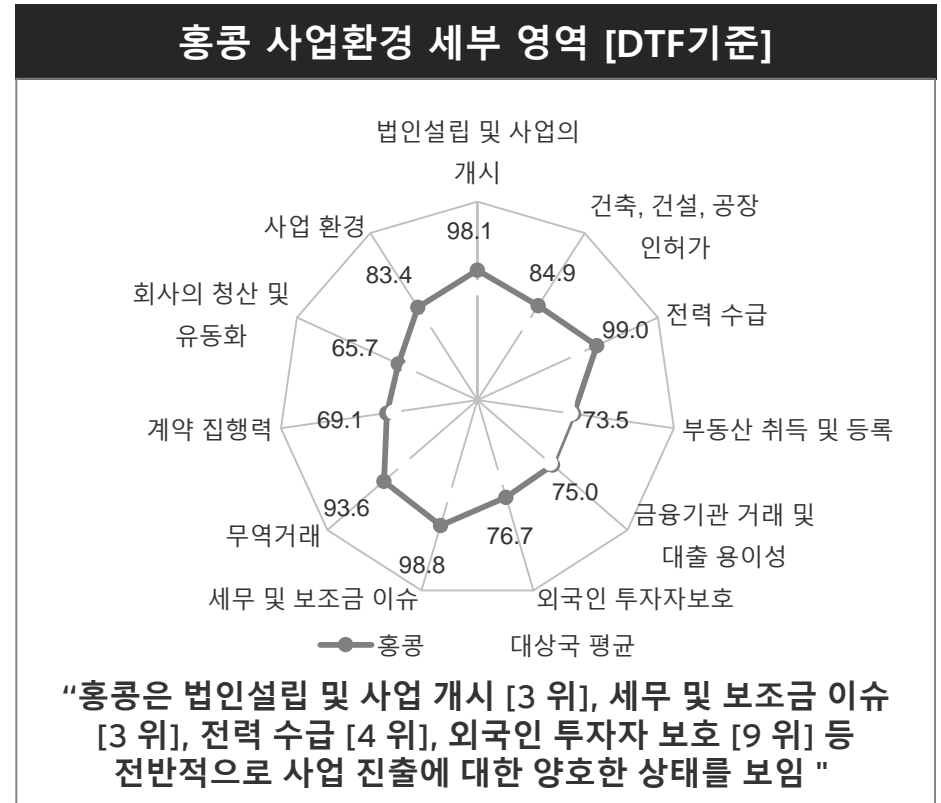 홍콩 사업환경 세부 영역 [DTF기준]
법인설립 및 사업의
개시
98.1
건축, 건설, 공장
인허가
84.9
전력 수급
99.0
부동산 취득 및 등록
73.5
금융기관 거래 및
대출 용이성
75.0
외국인 투자자보호
76.7
세무 및 보조금 이슈
98.8
무역거래
93.6
계약 집행력
69.1
회사의 청산 및
유동화
65.7
사업 환경
83.4
홍콩
대상국 평균
“홍콩은 법인설립 및 사업 개시 [3 위], 세무 및 보조금 이슈
[3 위], 전력 수급 [4 위], 외국인 투자자 보호 [9 위] 등
전반적으로 사업 진출에 대한 양호한 상태를 보임 "